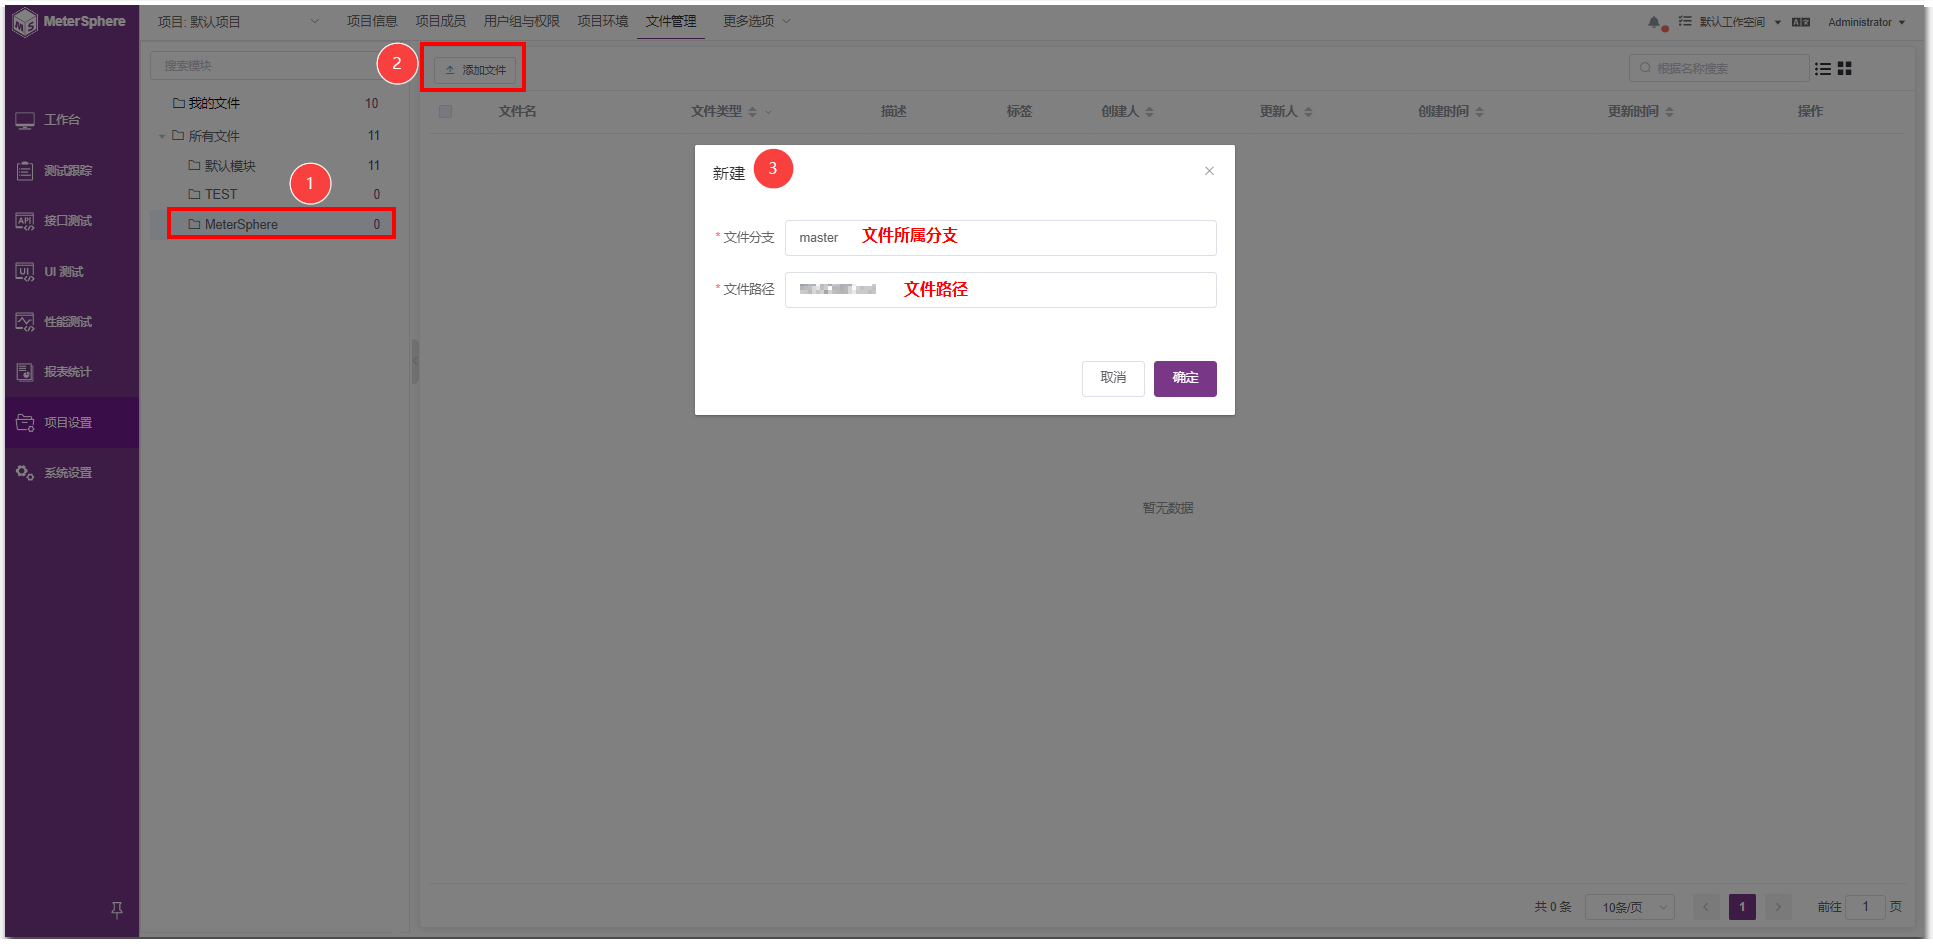 MeterSphere
项目: 默认项目
项目信息
项目成员
用户组与权限
项目环境
文件管理
更多选项
默认工作空间
Administrator
工作台
测试跟踪
接口测试
UI 测试
性能测试
报表统计
项目设置
系统设置
搜索模块
我的文件 10
所有文件 11
默认模块 11
TEST 0
MeterSphere 0
1
2
添加文件
根据名称搜索
文件名
文件类型
描述
标签
创建人
更新人
创建时间
更新时间
操作
新建
3
*文件分支
master
文件所属分支
*文件路径
文件路径
取消
确定
暂无数据
共 0 条
10条/页
1
前往 1 页